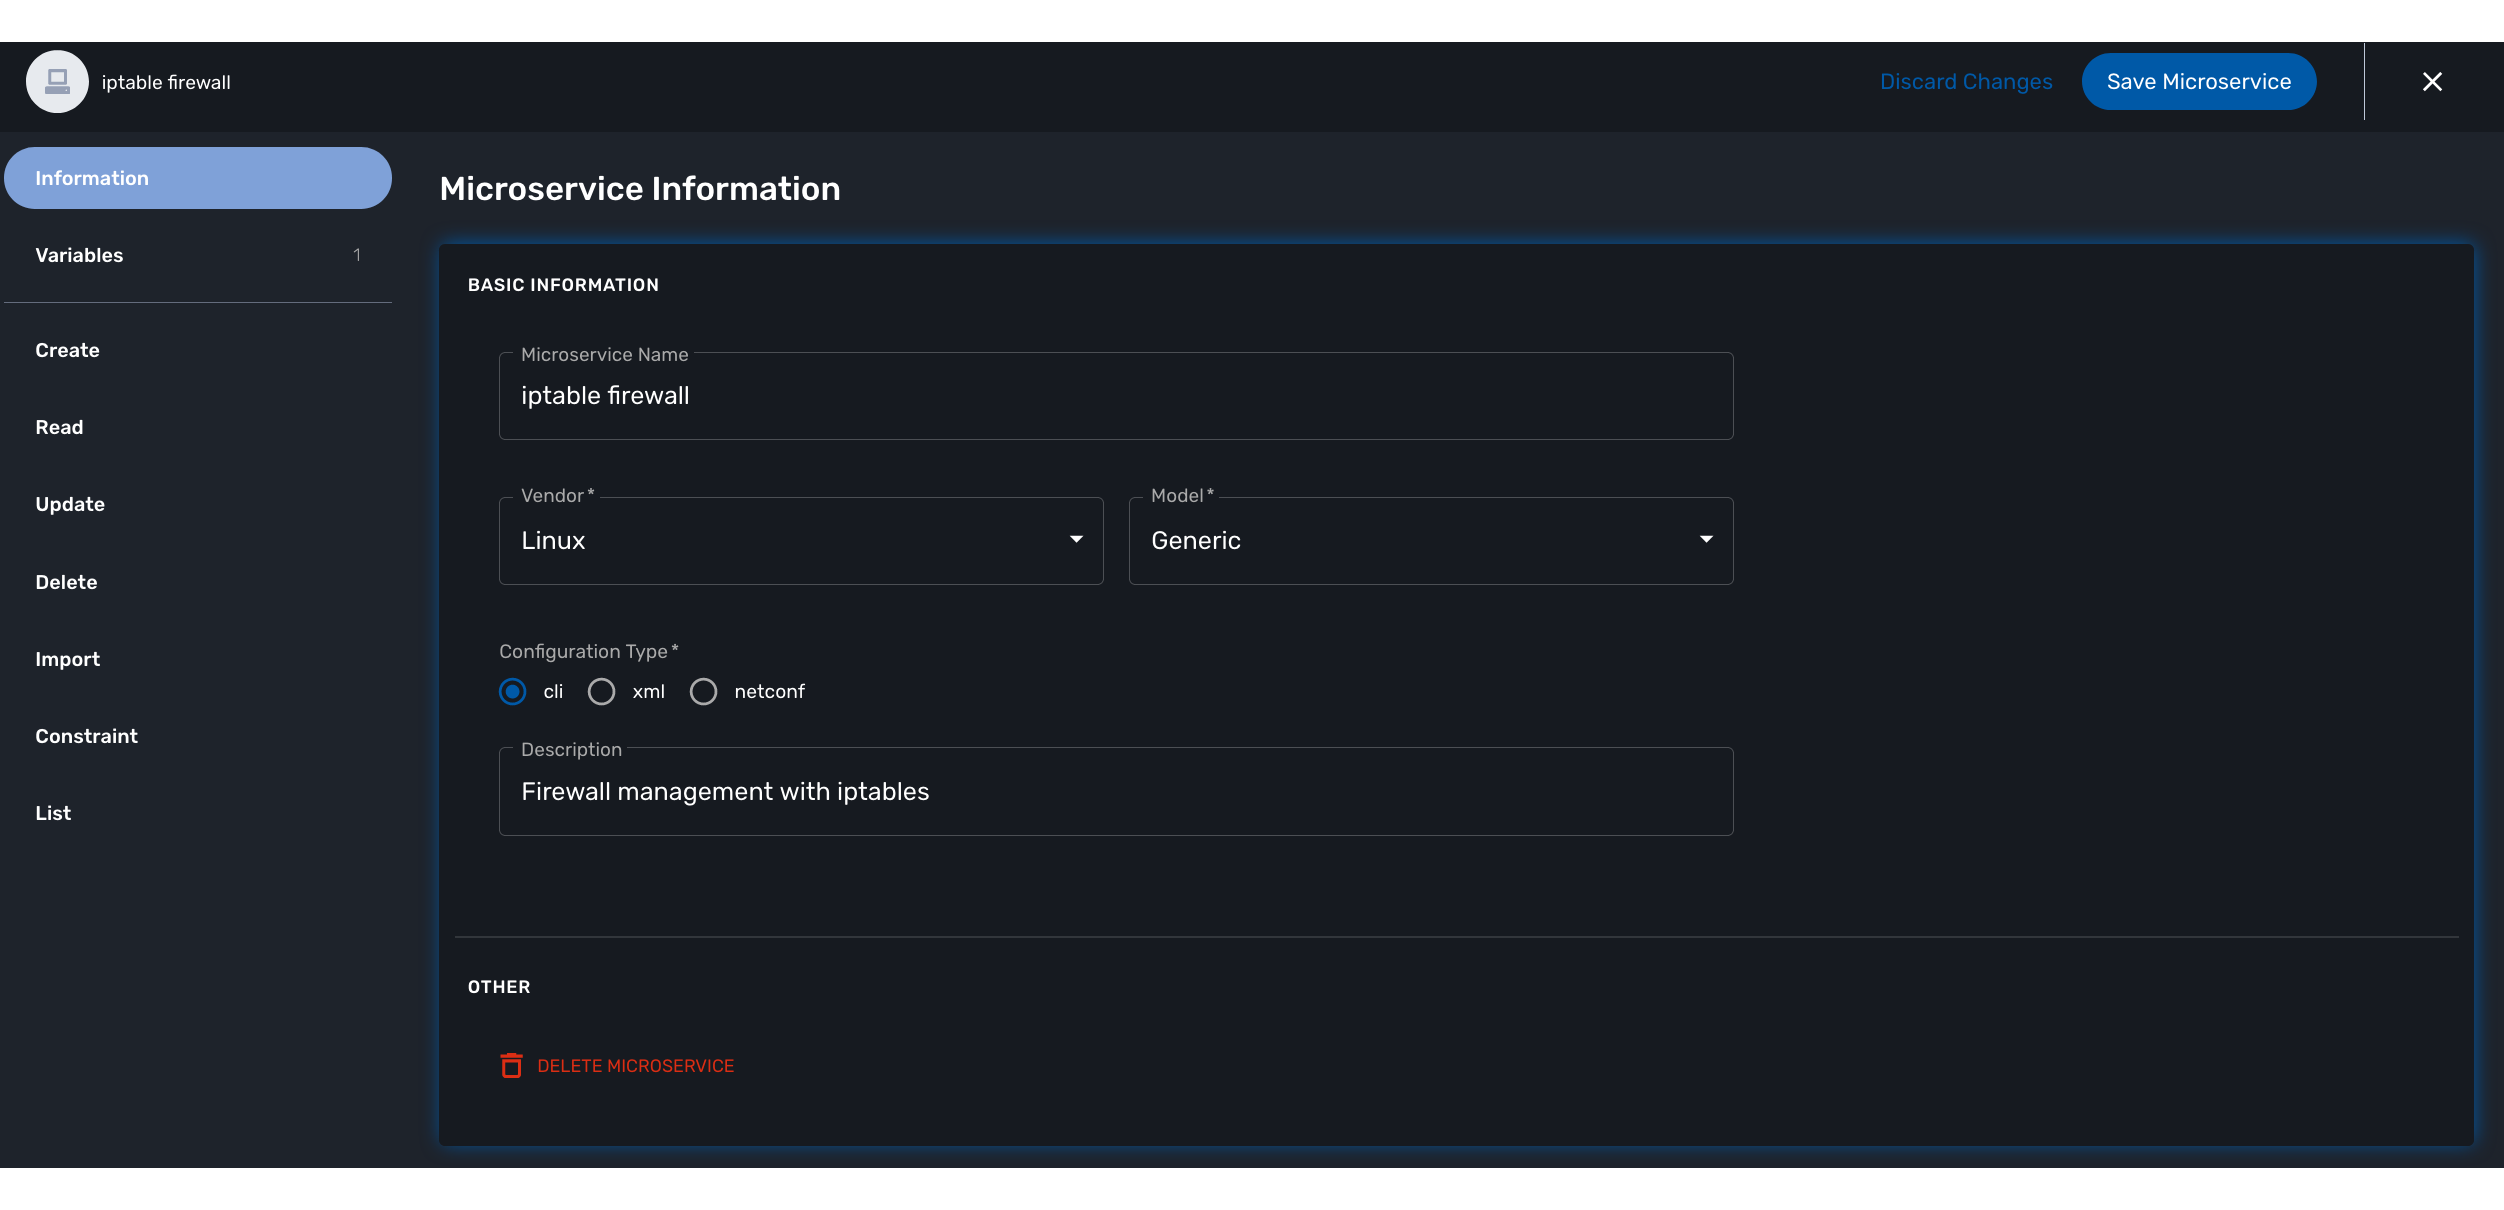 iptable firewall
Discard Changes
Save Microservice
Information
Variables 1
Create
Read
Update
Delete
Import
Constraint
List
Microservice Information
BASIC INFORMATION
Microservice Name
iptable firewall
Vendor *
Model *
Linux
Generic
Configuration Type *
cli xml netconf
Description
Firewall management with iptables
OTHER
DELETE MICROSERVICE